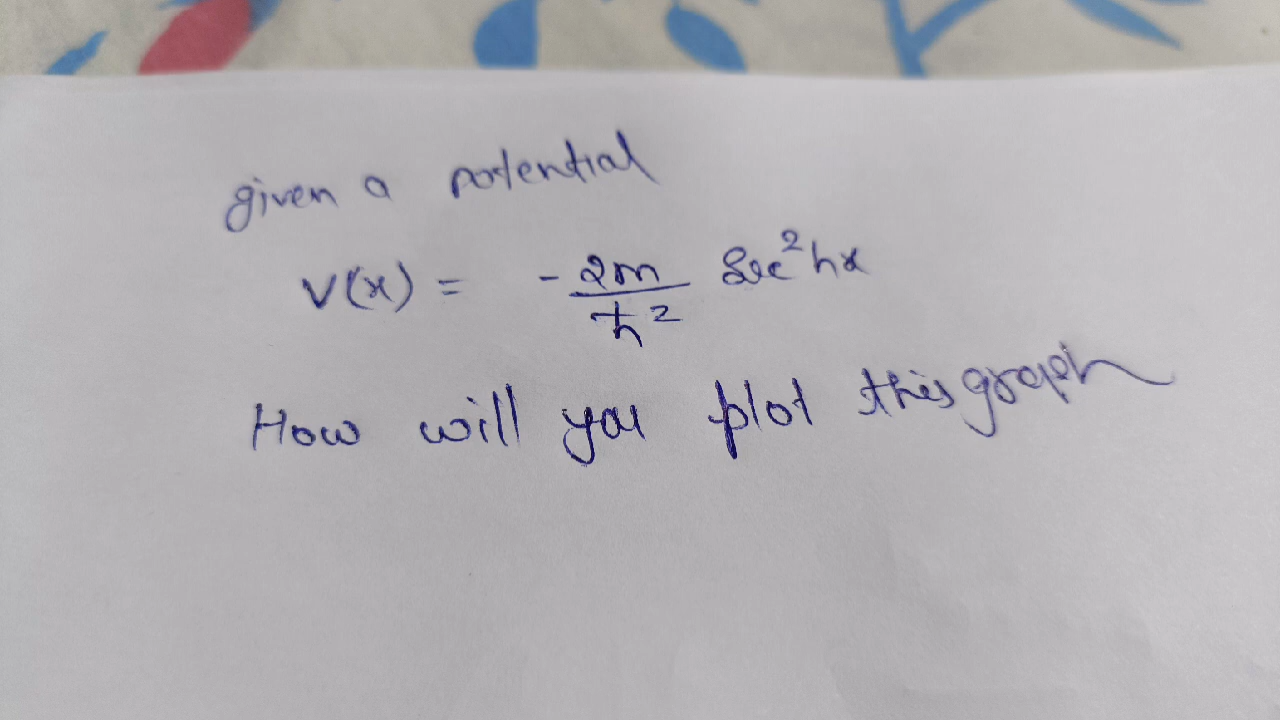 given a potential
V(x) = -2m/ħ² Sec²hx
How will you plot this graph